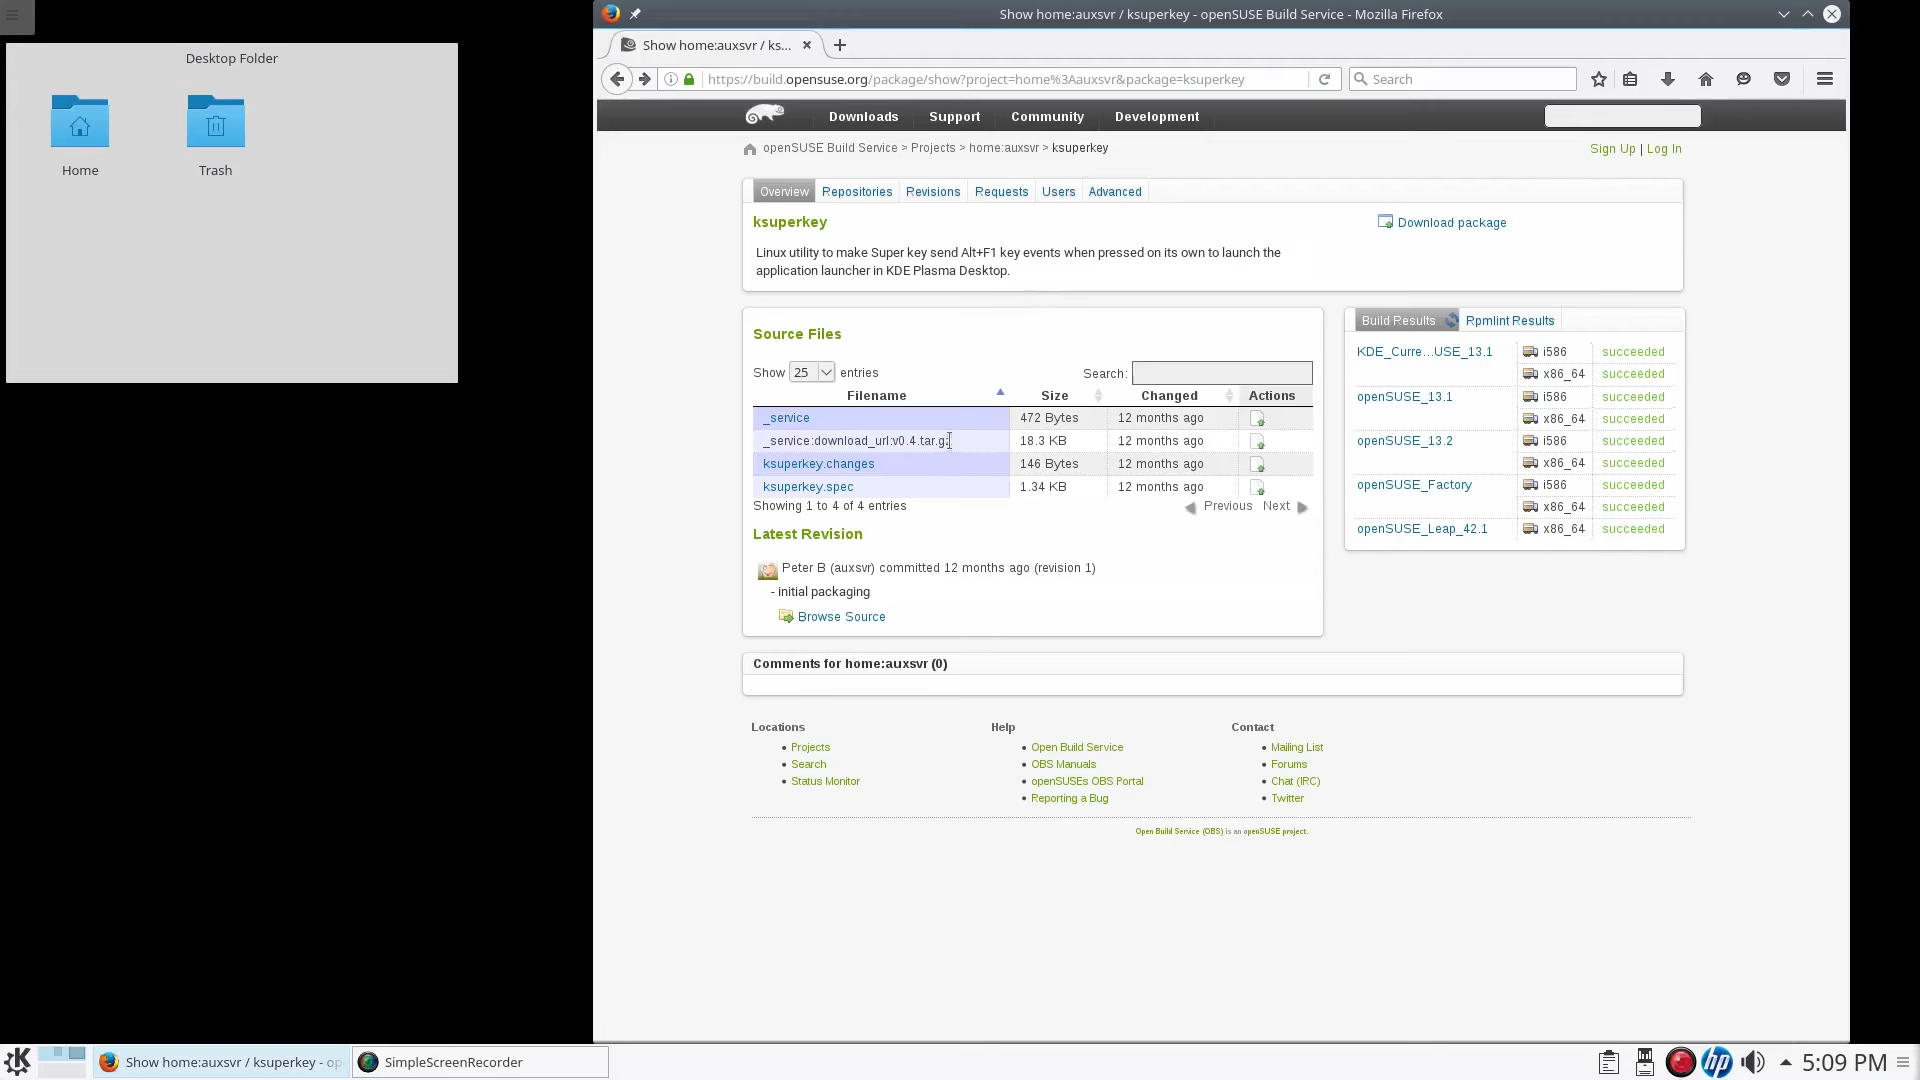 Desktop Folder
Home
Trash
Show home:auxsvr / ksuperkey - openSUSE Build Service - Mozilla Firefox
Show home:auxsvr / ks...
https://build.opensuse.org/package/show?project=home%3Aauxsvr&package=ksuperkey
Search
Downloads Support Community Development
openSUSE Build Service > Projects > home:auxsvr > ksuperkey
Sign Up | Log In
Overview Repositories Revisions Requests Users Advanced
ksuperkey
Download package
Linux utility to make Super key send Alt+F1 key events when pressed on its own to launch the
application launcher in KDE Plasma Desktop.
Source Files
Show 25 entries
Search:
Filename Size Changed Actions
_service 472 Bytes 12 months ago
_service:download_url:v0.4.tar.gz 18.3 KB 12 months ago
ksuperkey.changes 146 Bytes 12 months ago
ksuperkey.spec 1.34 KB 12 months ago
Showing 1 to 4 of 4 entries
Previous Next
Latest Revision
Peter B (auxsvr) committed 12 months ago (revision 1)
- initial packaging
Browse Source
Build Results Rpmlint Results
KDE_Curre...USE_13.1 i586 succeeded
x86_64 succeeded
openSUSE_13.1 i586 succeeded
x86_64 succeeded
openSUSE_13.2 i586 succeeded
x86_64 succeeded
openSUSE_Factory i586 succeeded
x86_64 succeeded
openSUSE_Leap_42.1 x86_64 succeeded
Comments for home:auxsvr (0)
Locations
• Projects
• Search
• Status Monitor
Help
• Open Build Service
• OBS Manuals
• openSUSEs OBS Portal
• Reporting a Bug
Contact
• Mailing List
• Forums
• Chat (IRC)
• Twitter
Open Build Service (OBS) is an openSUSE project.
Show home:auxsvr / ksuperkey - op
SimpleScreenRecorder
hp
5:09 PM